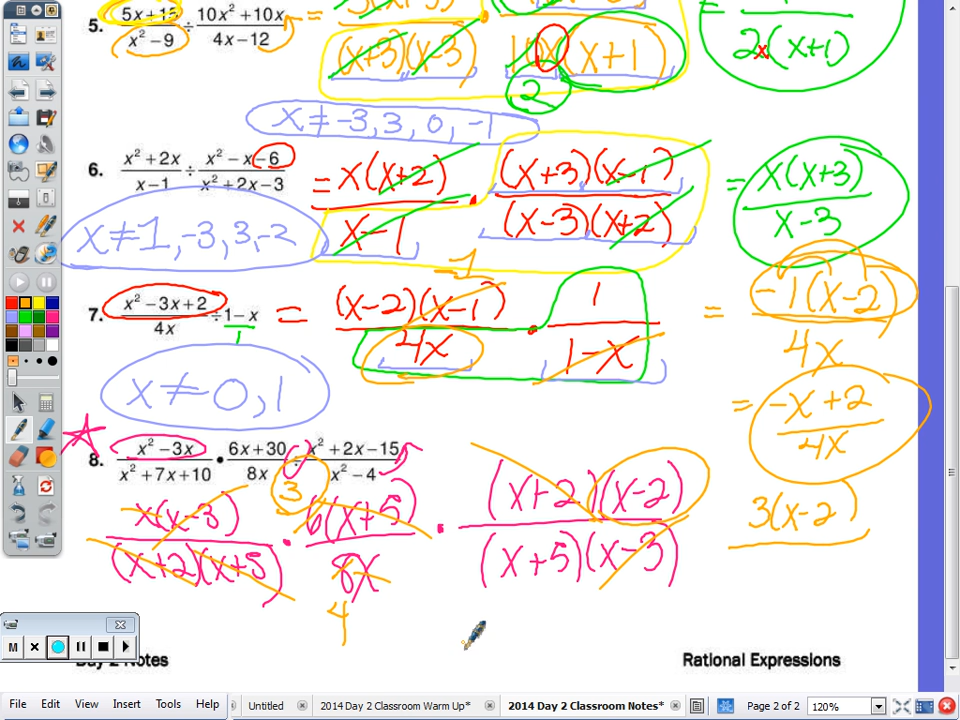 5. 5x+15 / x² − 9 ÷ 10x² + 10x / 4x − 12 =
(x+3)(x-3) · 10x(x+1)
2
2x(x+1)
x ≠ -3, 3, 0, -1
6. x² + 2x / x − 1 ÷ x² − x − 6 / x² + 2x − 3 = x(x+2) / x-1 · (x+3)(x-1) / (x-3)(x+2) = x(x+3) / x-3
x ≠ 1, -3, 3, -2
7. x² − 3x + 2 / 4x ÷ 1 − x / 1 = (x-2)(x-1) / 4x · 1 / 1-x = -1(x-2) / 4x
-1
x ≠ 0, 1
= -x+2 / 4x
8. x² − 3x / x² + 7x + 10 • 6x + 30 / 8x ÷ x² + 2x − 15 / x² − 4
3
x(x-3) / (x+2)(x+5) · 6(x+5) / 8x · (x+2)(x-2) / (x+5)(x-3)
3(x-2)
4
Day 2 Notes
Rational Expressions
M
File Edit View Insert Tools Help Untitled 2014 Day 2 Classroom Warm Up* 2014 Day 2 Classroom Notes* Page 2 of 2 120%